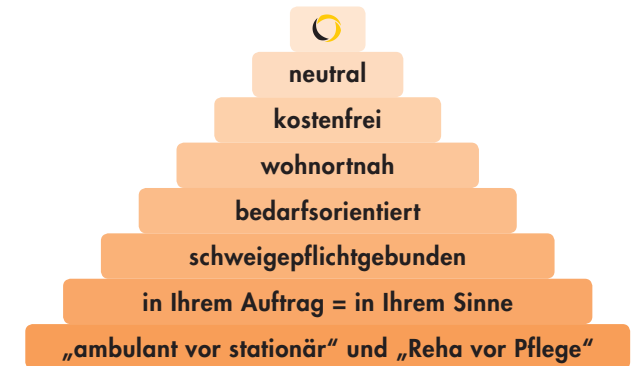 neutral
kostenfrei
wohnortnah
bedarfsorientiert
schweigepflichtgebunden
in Ihrem Auftrag = in Ihrem Sinne
„ambulant vor stationär“ und „Reha vor Pflege“